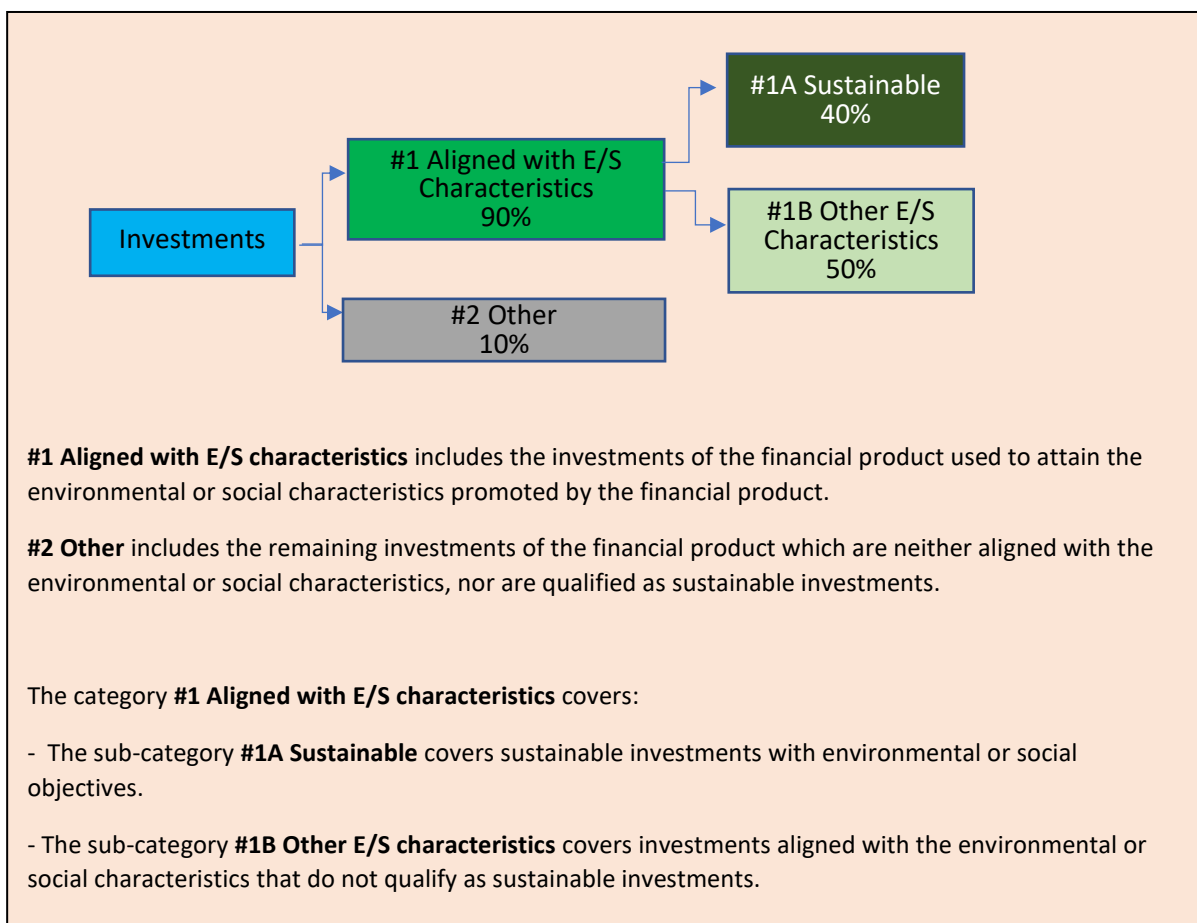 #1A Sustainable
40%
#1 Aligned with E/S
Characteristics
90%
#1B Other E/S
Characteristics
50%
Investments
#2 Other
10%
#1 Aligned with E/S characteristics includes the investments of the financial product used to attain the
environmental or social characteristics promoted by the financial product.
#2 Other includes the remaining investments of the financial product which are neither aligned with the
environmental or social characteristics, nor are qualified as sustainable investments.
The category #1 Aligned with E/S characteristics covers:
- The sub-category #1A Sustainable covers sustainable investments with environmental or social
objectives.
- The sub-category #1B Other E/S characteristics covers investments aligned with the environmental or
social characteristics that do not qualify as sustainable investments.